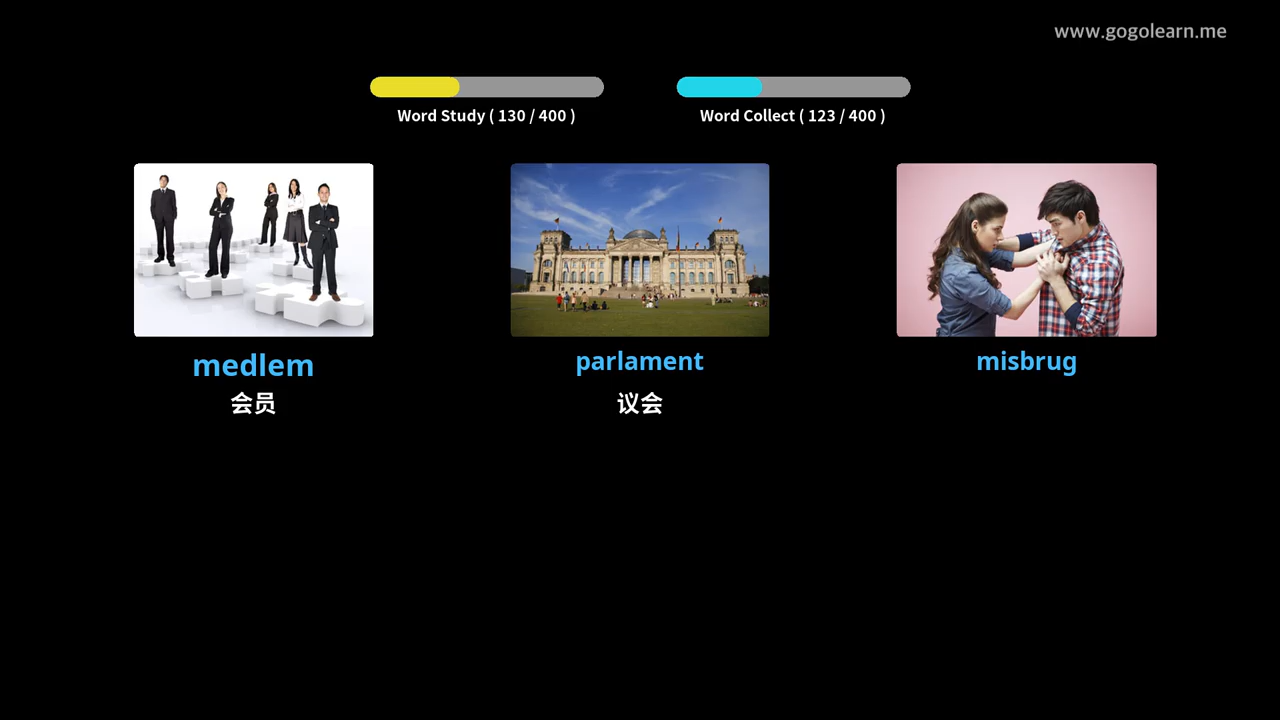 www.gogolearn.me
Word Study ( 130 / 400 )
Word Collect ( 123 / 400 )
medlem
parlament
misbrug
会员
议会